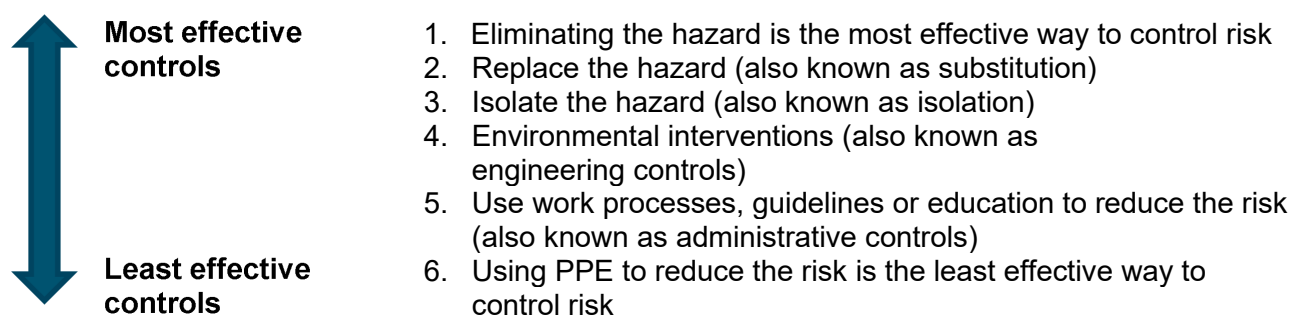 Most effective
controls
1. Eliminating the hazard is the most effective way to control risk
2. Replace the hazard (also known as substitution)
3. Isolate the hazard (also known as isolation)
4. Environmental interventions (also known as
engineering controls)
5. Use work processes, guidelines or education to reduce the risk
(also known as administrative controls)
Least effective
controls
6. Using PPE to reduce the risk is the least effective way to
control risk